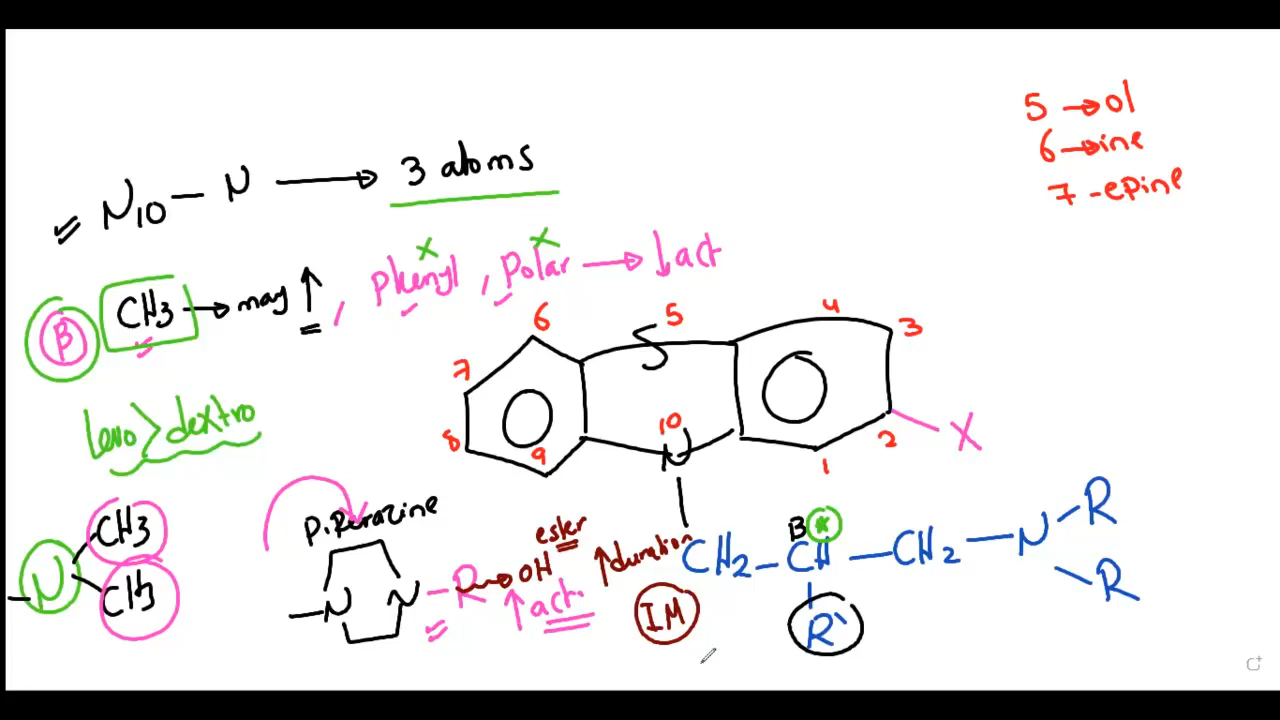 5 → ol
6 → ine
7 - epine
N10 — N → 3 atoms
β CH3 → may ↑, phenyl, polar → ↓ act
X X
levo > dextro
6 5 4 3
7 8 9 10 N 1 2 X
N CH3 CH3
piperazine
N N - R → OH ester ↑ duration
↑ act.
IM
CH2 - CH — CH2 — N R R
B *
R'